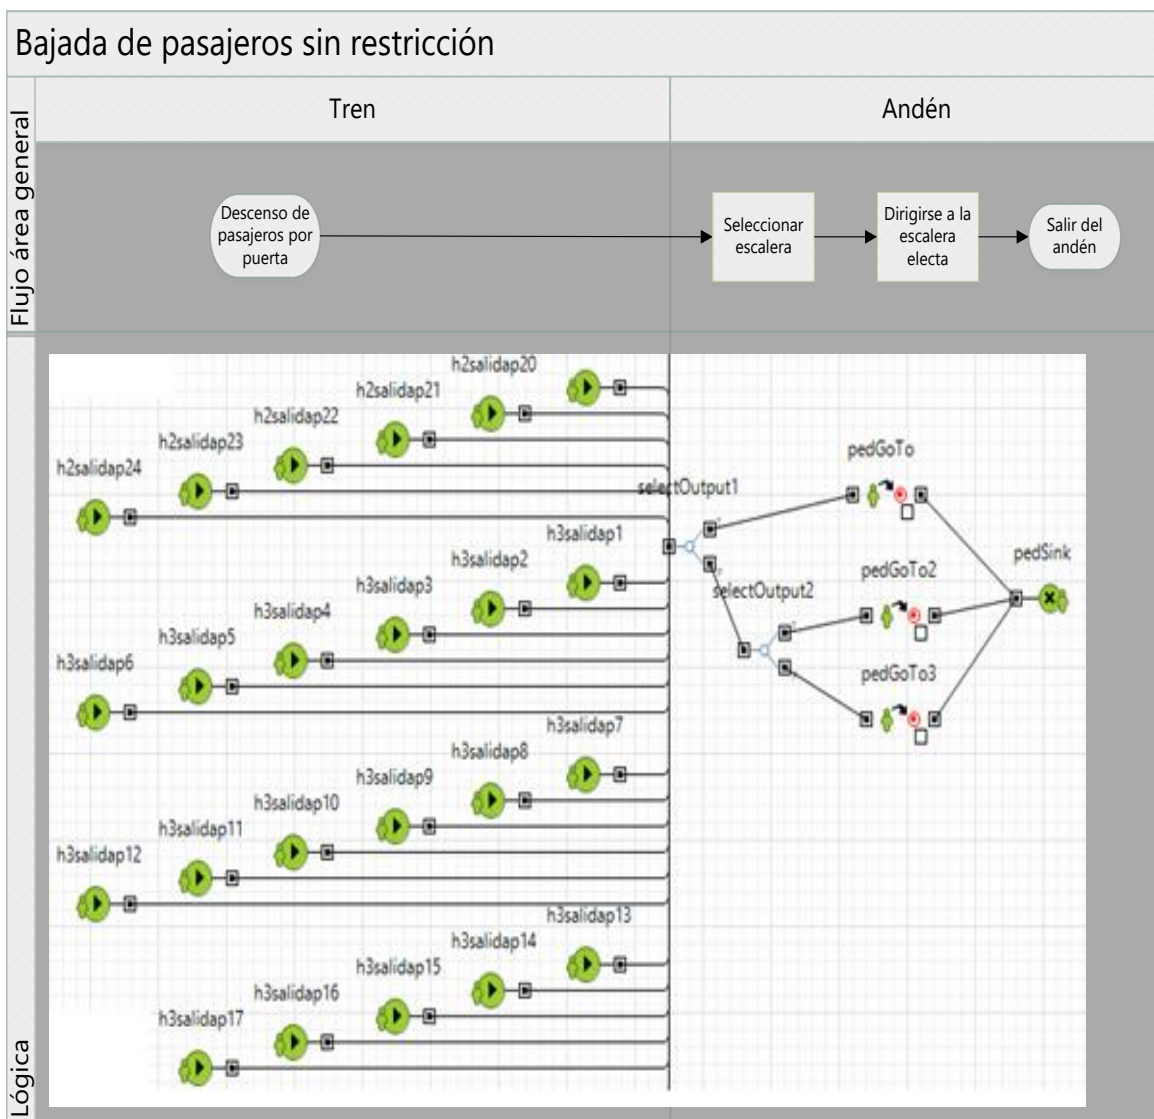 Bajada de pasajeros sin restricción
Tren
Andén
Flujo área general
Descenso de
pasajeros por
puerta
Seleccionar
escalera
Dirigirse a la
escalera
electa
Salir del
andén
Lógica
h2salidap20
h2salidap21
h2salidap22
h2salidap23
h2salidap24
h3salidap1
h3salidap2
h3salidap3
h3salidap4
h3salidap5
h3salidap6
h3salidap7
h3salidap8
h3salidap9
h3salidap10
h3salidap11
h3salidap12
h3salidap13
h3salidap14
h3salidap15
h3salidap16
h3salidap17
selectOutput1
selectOutput2
pedGoTo
pedGoTo2
pedGoTo3
pedSink